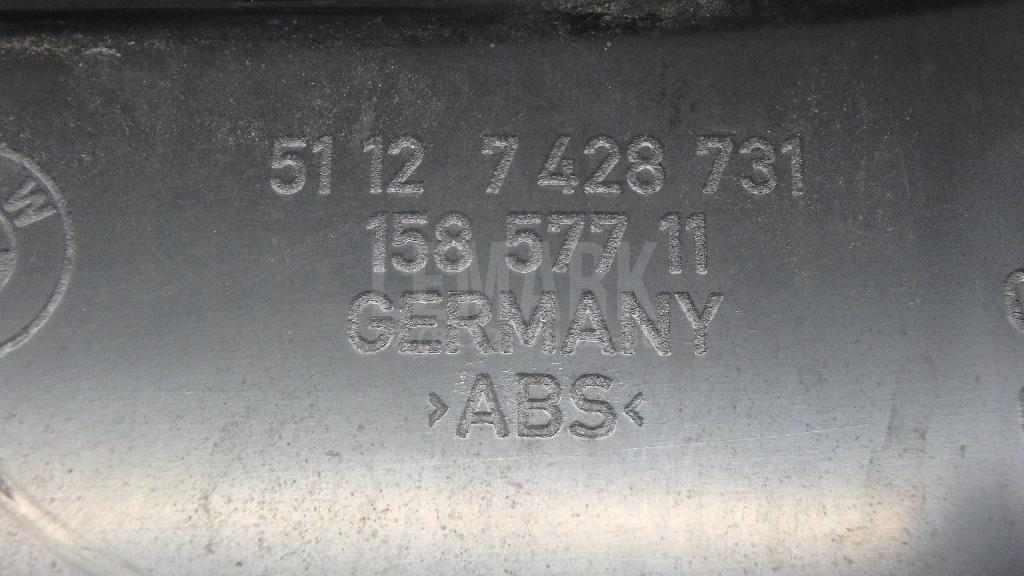 W
51 12 7 428 731
158 577 11
GERMANY
>ABS<